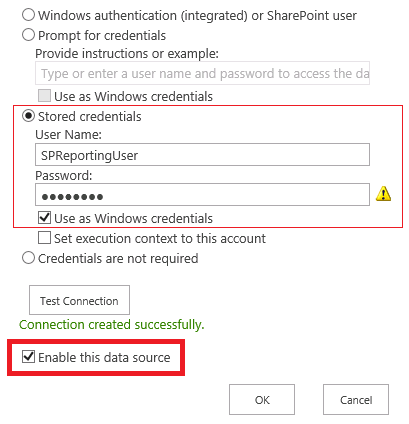 Windows authentication (integrated) or SharePoint user
Prompt for credentials
Provide instructions or example:
Type or enter a user name and password to access the da
Use as Windows credentials
Stored credentials
User Name:
SPReportingUser
Password:
●●●●●●●●
Use as Windows credentials
Set execution context to this account
Credentials are not required
Test Connection
Connection created successfully.
Enable this data source
OK Cancel